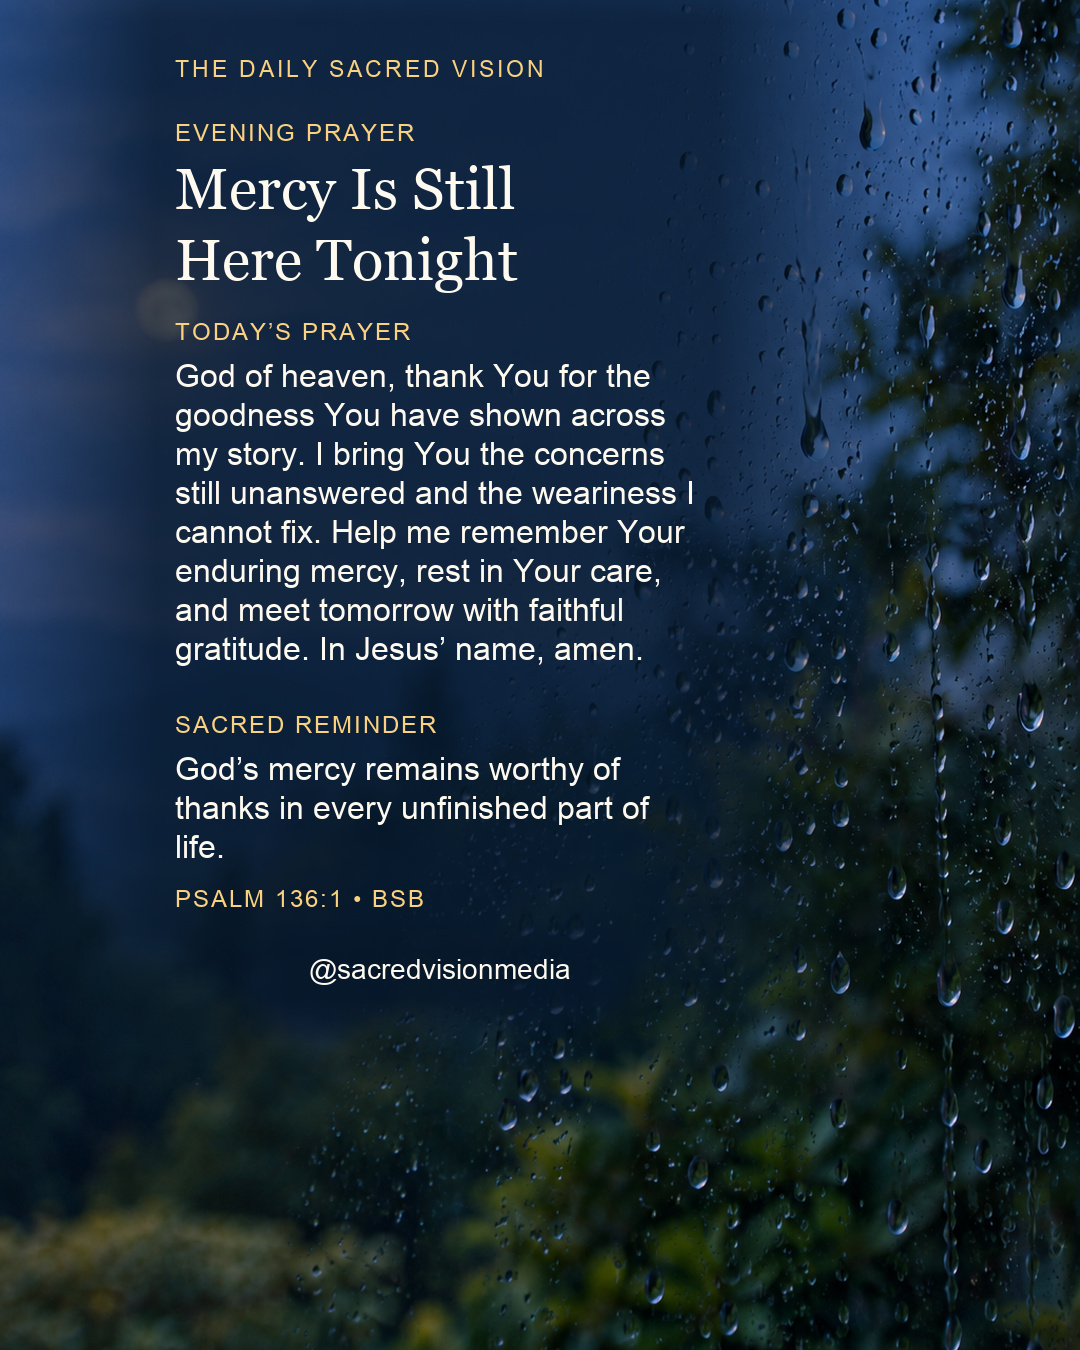 THE DAILY SACRED VISION
EVENING PRAYER
Mercy Is Still
Here Tonight
TODAY’S PRAYER
God of heaven, thank You for the
goodness You have shown across
my story. I bring You the concerns
still unanswered and the weariness I
cannot fix. Help me remember Your
enduring mercy, rest in Your care,
and meet tomorrow with faithful
gratitude. In Jesus’ name, amen.
SACRED REMINDER
God’s mercy remains worthy of
thanks in every unfinished part of
life.
PSALM 136:1 • BSB
@sacredvisionmedia